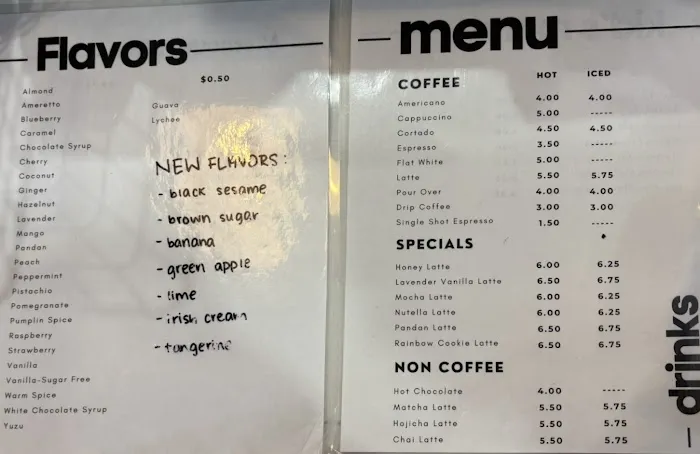 Flavors
$0.50
Almond
Ameretto
Blueberry
Caramel
Chocolate Syrup
Cherry
Coconut
Ginger
Hazelnut
Lavender
Mango
Pandan
Peach
Peppermint
Pistachio
Pomegranate
Pumplin Spice
Raspberry
Strawberry
Vanilla
Vanilla-Sugar Free
Warm Spice
White Chocolate Syrup
Yuzu
Guava
Lychee
NEW FLAVORS:
- black sesame
- brown sugar
- banana
- green apple
- lime
- irish cream
- tangerine
menu
COFFEE HOT ICED
Americano 4.00 4.00
Cappuccino 5.00 -----
Cortado 4.50 4.50
Espresso 3.50 -----
Flat White 5.00 -----
Latte 5.50 5.75
Pour Over 4.00 4.00
Drip Coffee 3.00 3.00
Single Shot Espresso 1.50 -----
SPECIALS
Honey Latte 6.00 6.25
Lavender Vanilla Latte 6.50 6.75
Mocha Latte 6.00 6.25
Nutella Latte 6.00 6.25
Pandan Latte 6.50 6.75
Rainbow Cookie Latte 6.50 6.75
NON COFFEE
Hot Chocolate 4.00 -----
Matcha Latte 5.50 5.75
Hojicha Latte 5.50 5.75
Chai Latte 5.50 5.75
drinks